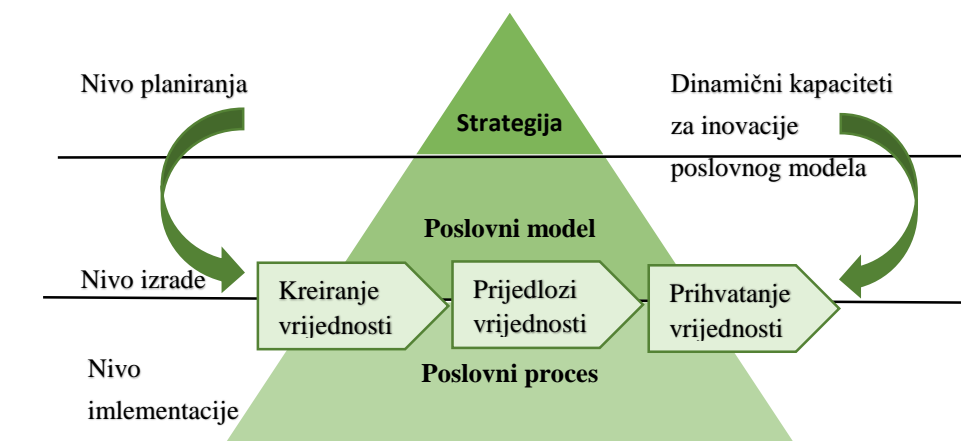 Nivo planiranja
Strategija
Dinamični kapaciteti
za inovacije
poslovnog modela
Poslovni model
Nivo izrade
Kreiranje
vrijednosti
Prijedlozi
vrijednosti
Prihvatanje
vrijednosti
Poslovni proces
Nivo
imlementacije